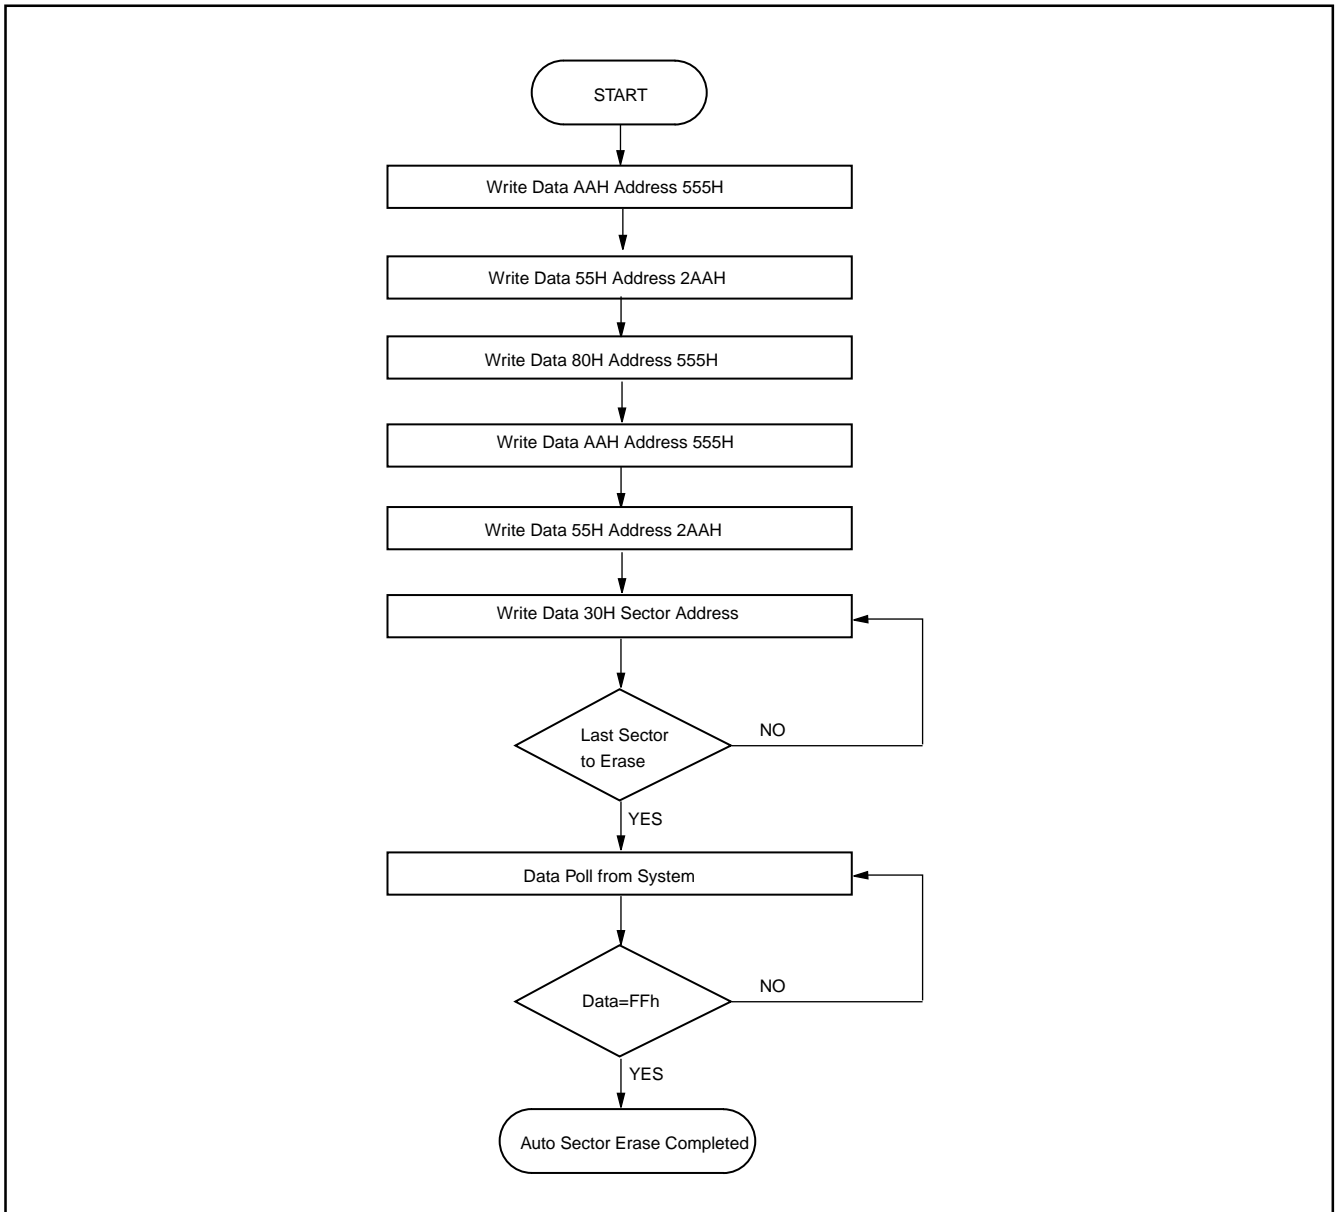 START
Write Data AAH Address 555H
Write Data 55H Address 2AAH
Write Data 80H Address 555H
Write Data AAH Address 555H
Write Data 55H Address 2AAH
Write Data 30H Sector Address
Last Sector
to Erase
NO
YES
Data Poll from System
Data=FFh
NO
YES
Auto Sector Erase Completed